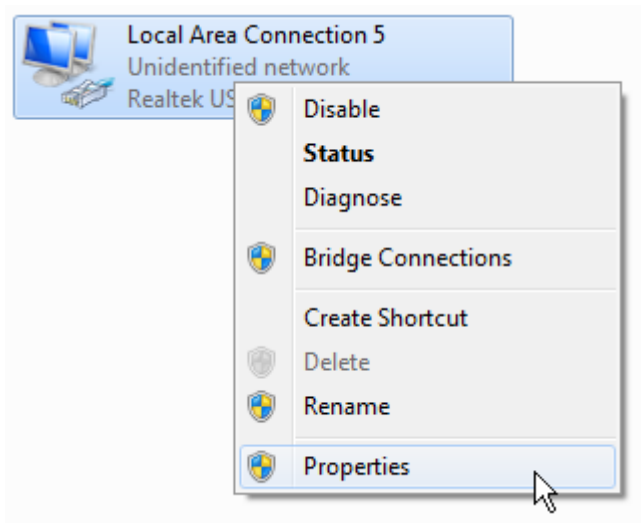 Local Area Connection 5
Unidentified network
Realtek US
Disable
Status
Diagnose
Bridge Connections
Create Shortcut
Delete
Rename
Properties